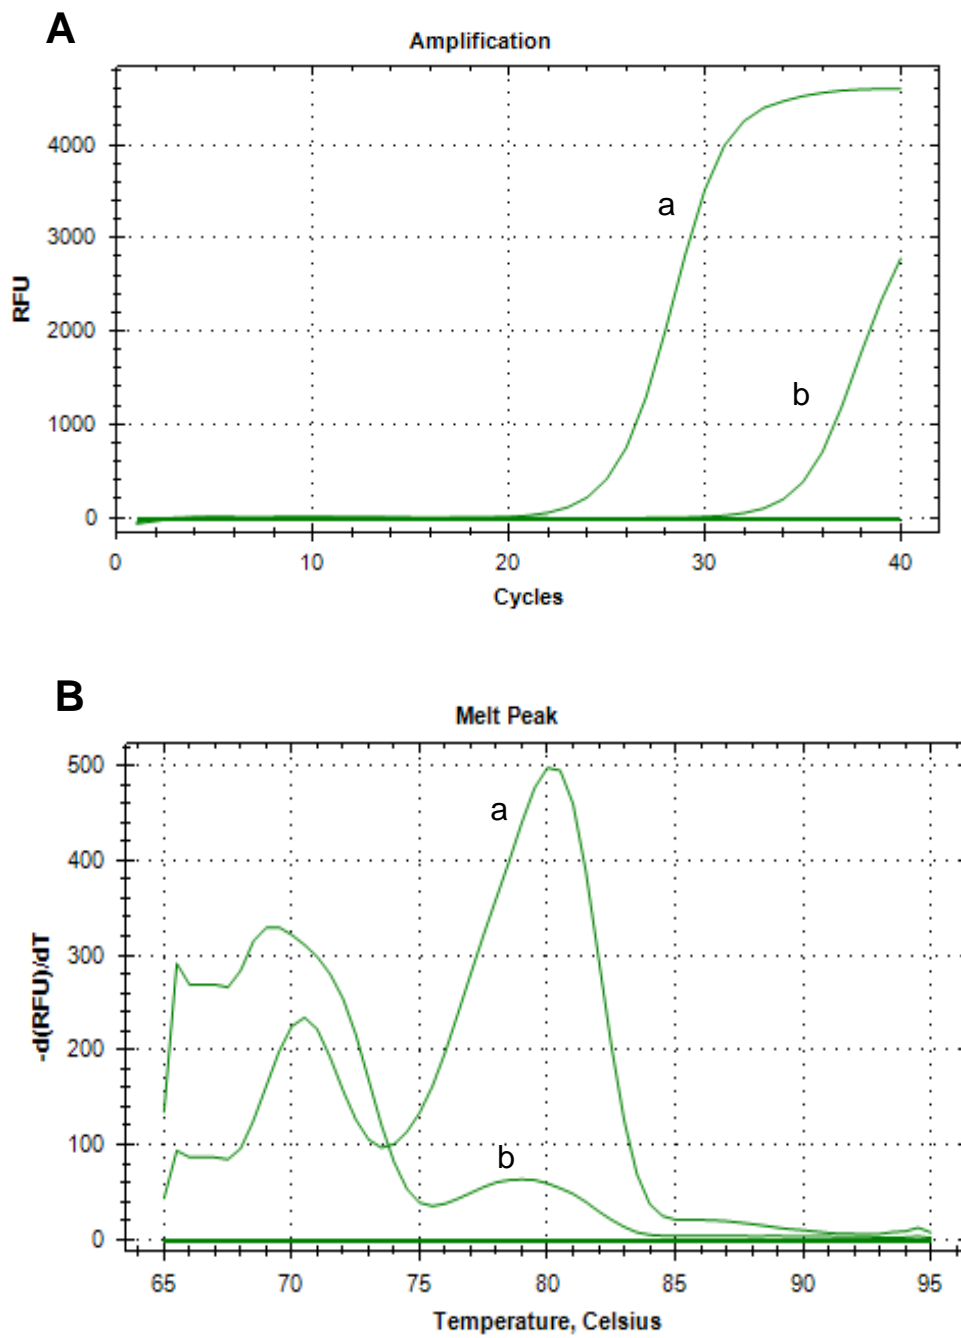 A
Amplification
4000
3000
2000
1000
0
RFU
a
b
0 10 20 30 40
Cycles
B
Melt Peak
500
400
300
200
100
0
-d(RFU)/dT
a
b
65 70 75 80 85 90 95
Temperature, Celsius